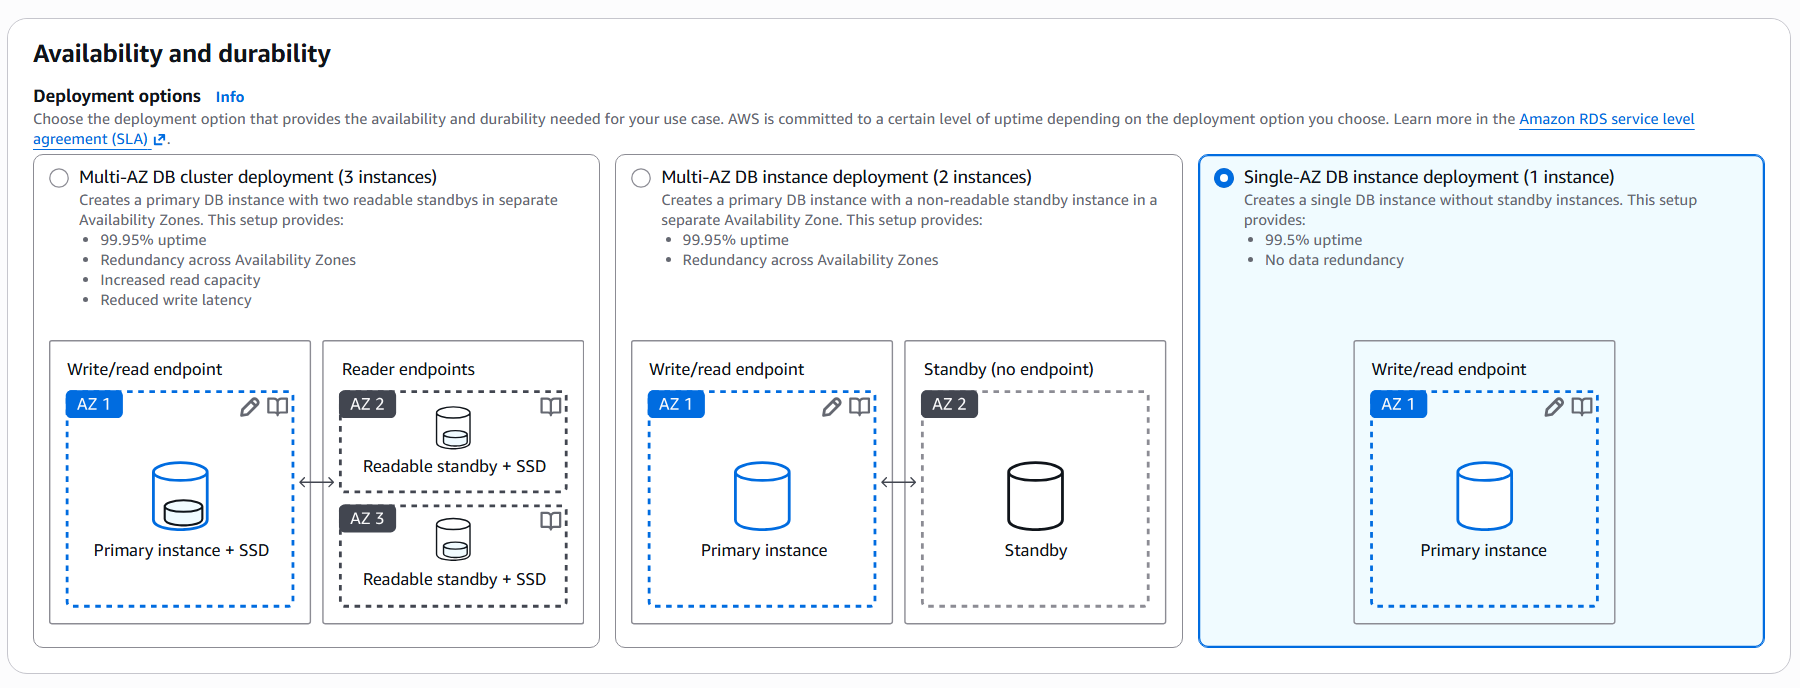 Availability and durability
Deployment options Info
Choose the deployment option that provides the availability and durability needed for your use case. AWS is committed to a certain level of uptime depending on the deployment option you choose. Learn more in the Amazon RDS service level
agreement (SLA).
Multi-AZ DB cluster deployment (3 instances)
Creates a primary DB instance with two readable standbys in separate
Availability Zones. This setup provides:
• 99.95% uptime
• Redundancy across Availability Zones
• Increased read capacity
• Reduced write latency
Write/read endpoint
AZ 1
Primary instance + SSD
Reader endpoints
AZ 2
Readable standby + SSD
AZ 3
Readable standby + SSD
Multi-AZ DB instance deployment (2 instances)
Creates a primary DB instance with a non-readable standby instance in a
separate Availability Zone. This setup provides:
• 99.95% uptime
• Redundancy across Availability Zones
Write/read endpoint
AZ 1
Primary instance
Standby (no endpoint)
AZ 2
Standby
Single-AZ DB instance deployment (1 instance)
Creates a single DB instance without standby instances. This setup
provides:
• 99.5% uptime
• No data redundancy
Write/read endpoint
AZ 1
Primary instance